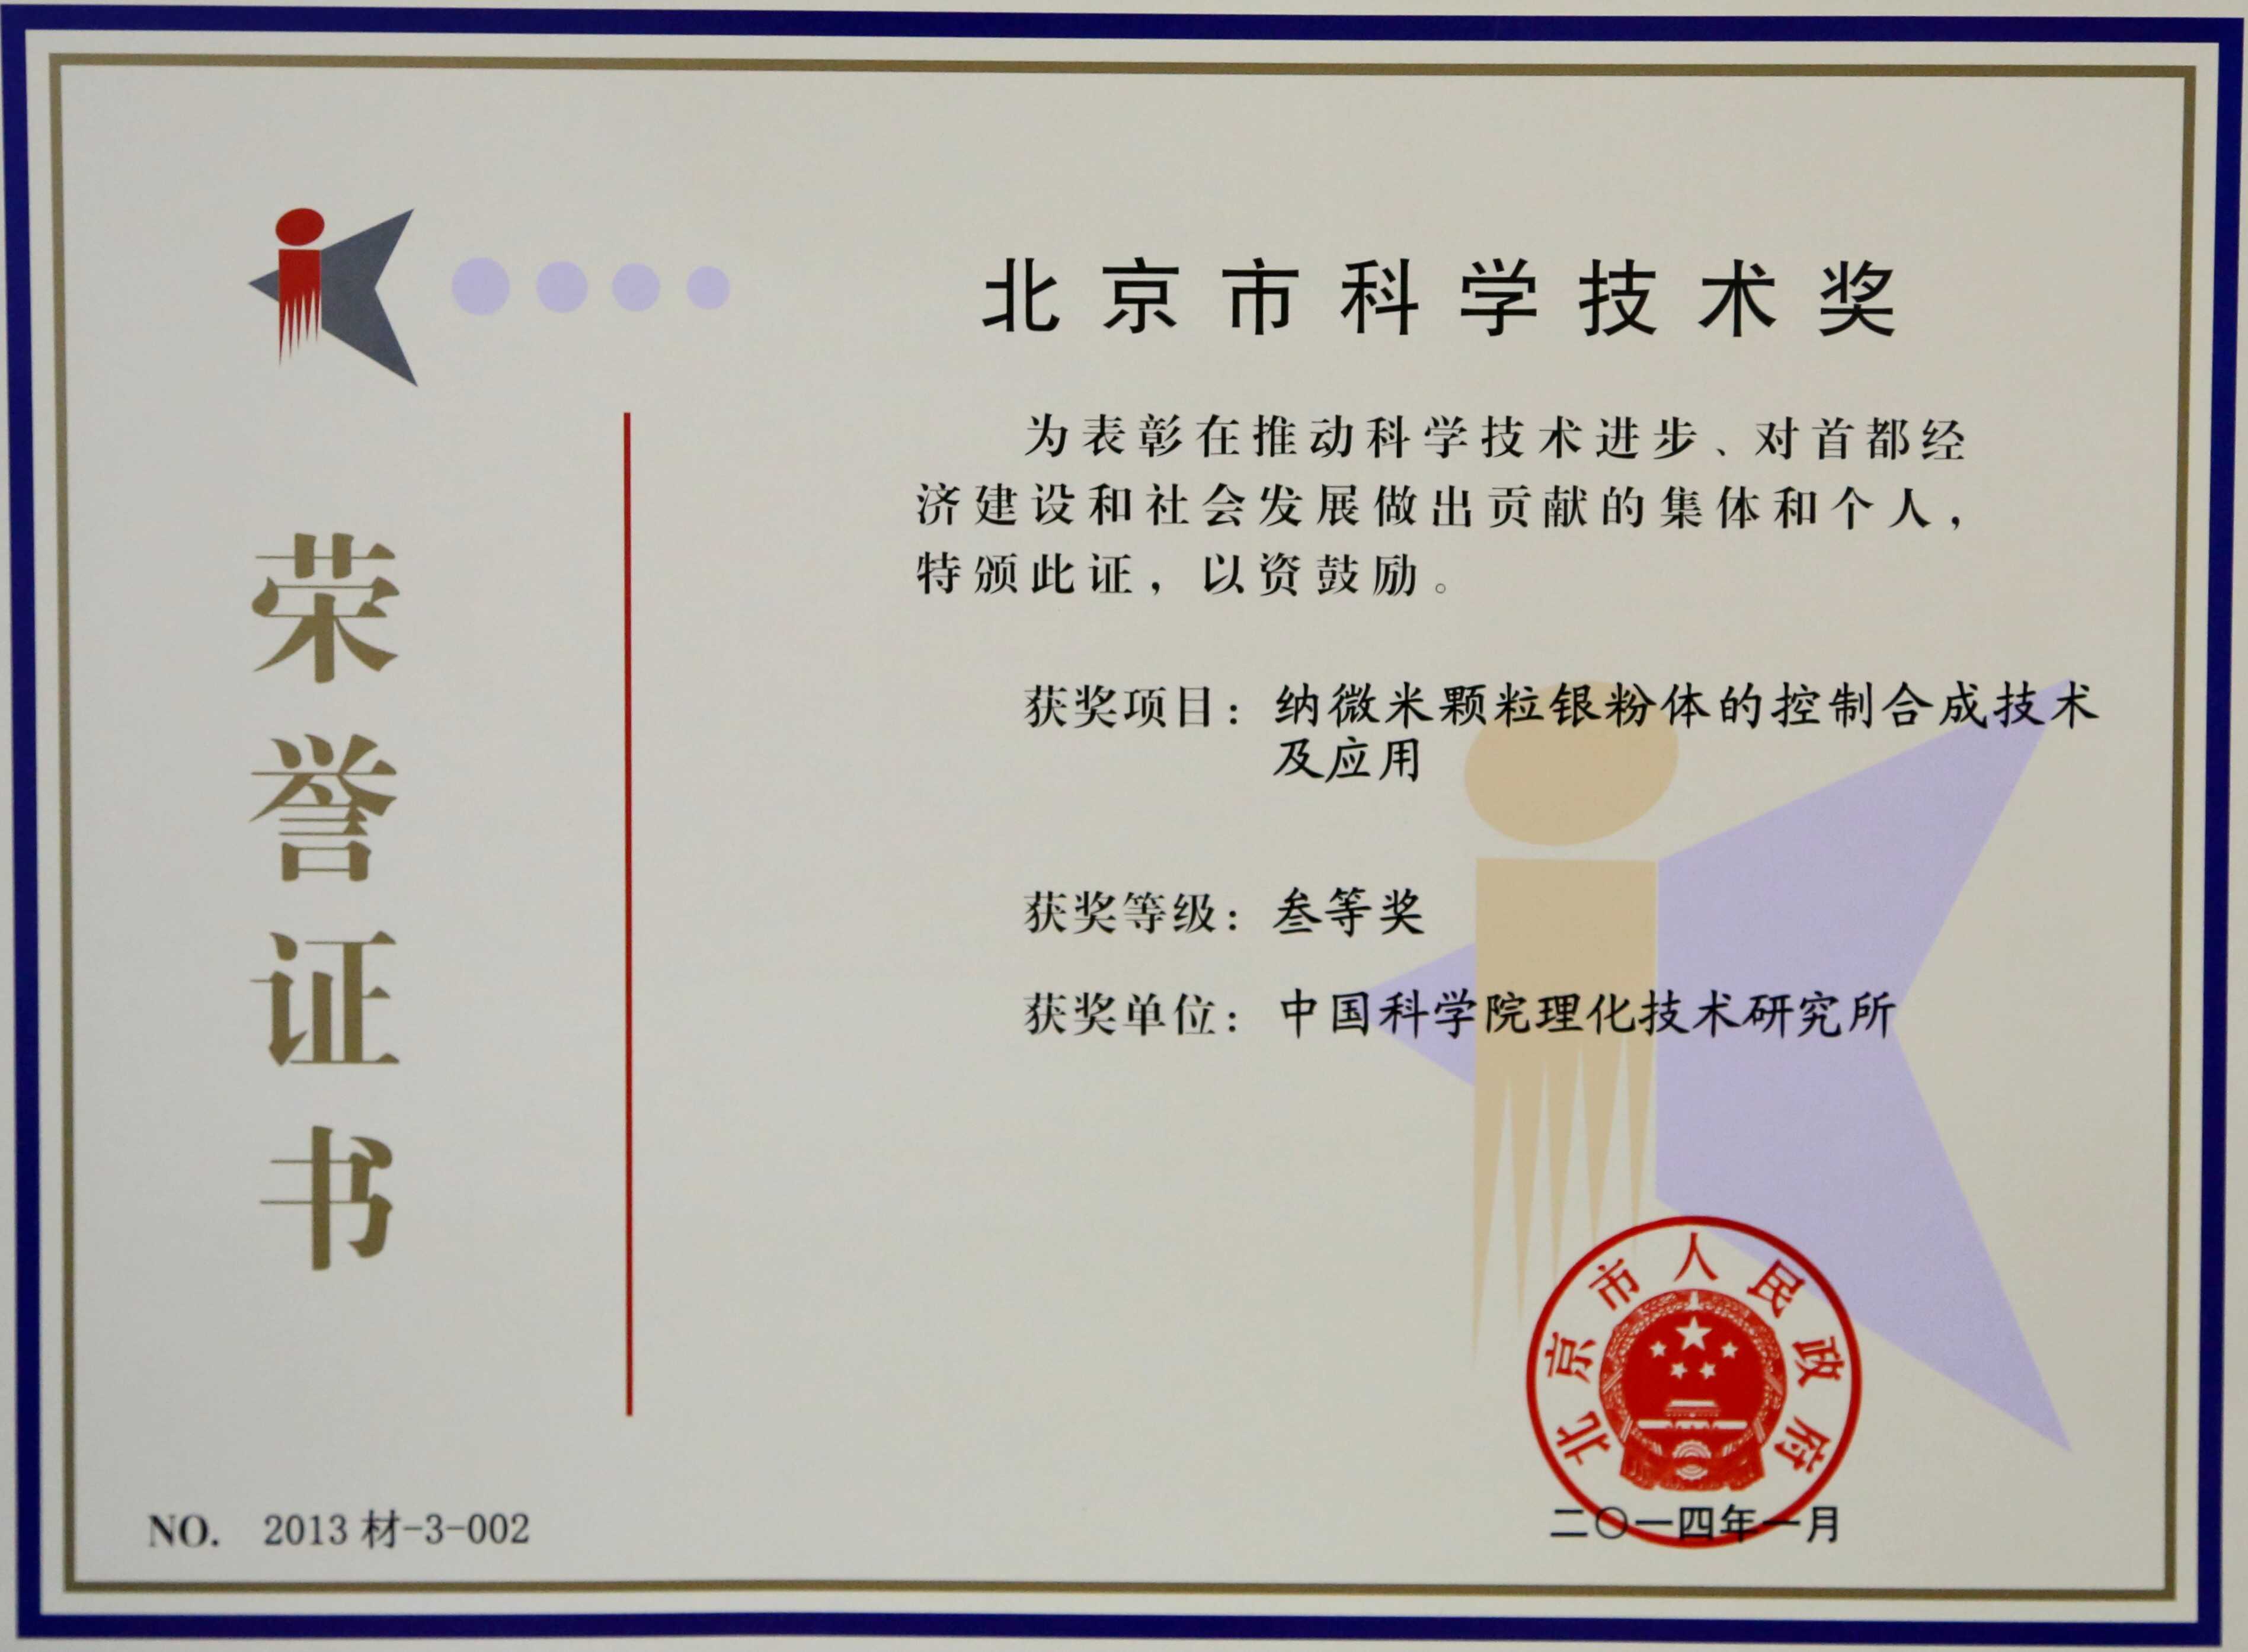 北京市科学技术奖
为表彰在推动科学技术进步、对首都经
济建设和社会发展做出贡献的集体和个人，
特颁此证，以资鼓励。
获奖项目：纳微米颗粒银粉体的控制合成技术
及应用
获奖等级：叁等奖
获奖单位：中国科学院理化技术研究所
荣誉证书
北京市人民政府
二〇一四年一月
NO. 2013材-3-002